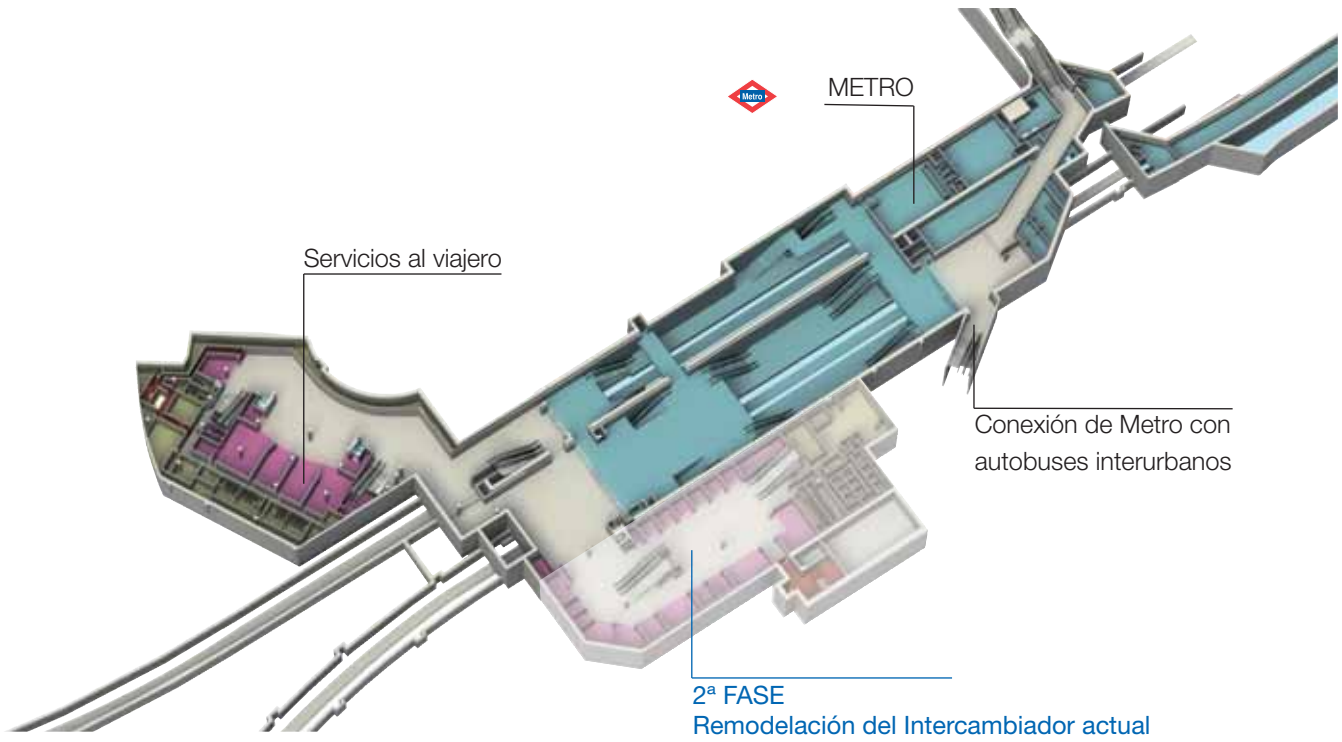 Metro
METRO
Servicios al viajero
Conexión de Metro con
autobuses interurbanos
2ª FASE
Remodelación del Intercambiador actual